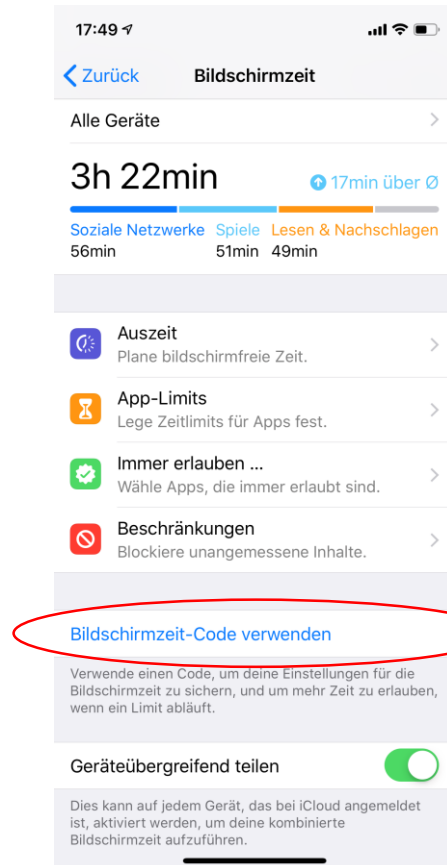 17:49
Zurück Bildschirmzeit
Alle Geräte
3h 22min 17min über Ø
Soziale Netzwerke Spiele Lesen & Nachschlagen
56min 51min 49min
Auszeit
Plane bildschirmfreie Zeit.
App-Limits
Lege Zeitlimits für Apps fest.
Immer erlauben ...
Wähle Apps, die immer erlaubt sind.
Beschränkungen
Blockiere unangemessene Inhalte.
Bildschirmzeit-Code verwenden
Verwende einen Code, um deine Einstellungen für die
Bildschirmzeit zu sichern, und um mehr Zeit zu erlauben,
wenn ein Limit abläuft.
Geräteübergreifend teilen
Dies kann auf jedem Gerät, das bei iCloud angemeldet
ist, aktiviert werden, um deine kombinierte
Bildschirmzeit aufzuführen.